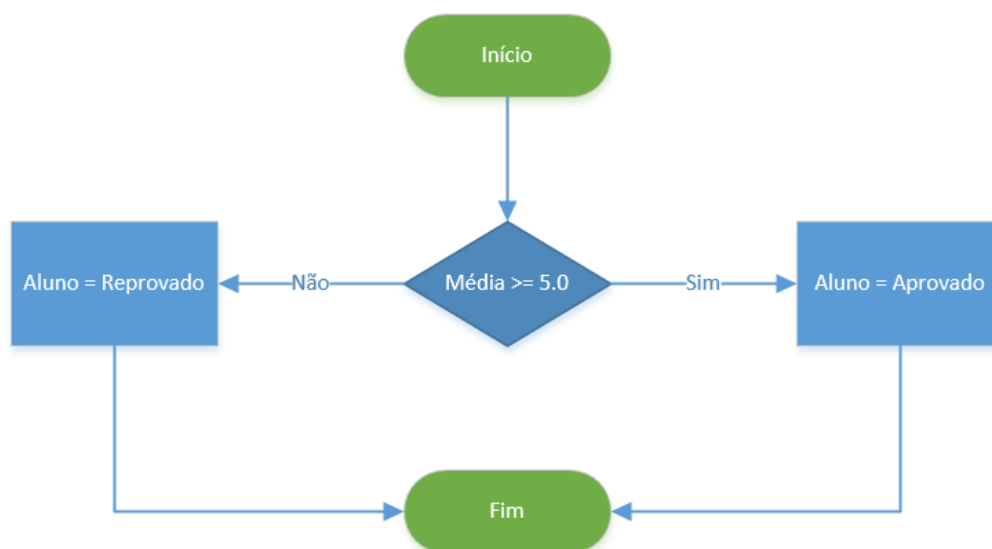 Início
Aluno = Reprovado
Não
Média >= 5.0
Sim
Aluno = Aprovado
Fim